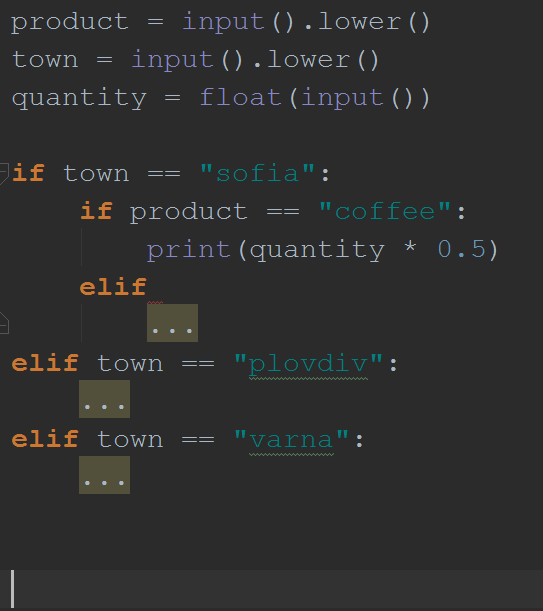 product = input().lower()
town = input().lower()
quantity = float(input())
if town == "sofia":
if product == "coffee":
print(quantity * 0.5)
elif
...
elif town == "plovdiv":
...
elif town == "varna":
...